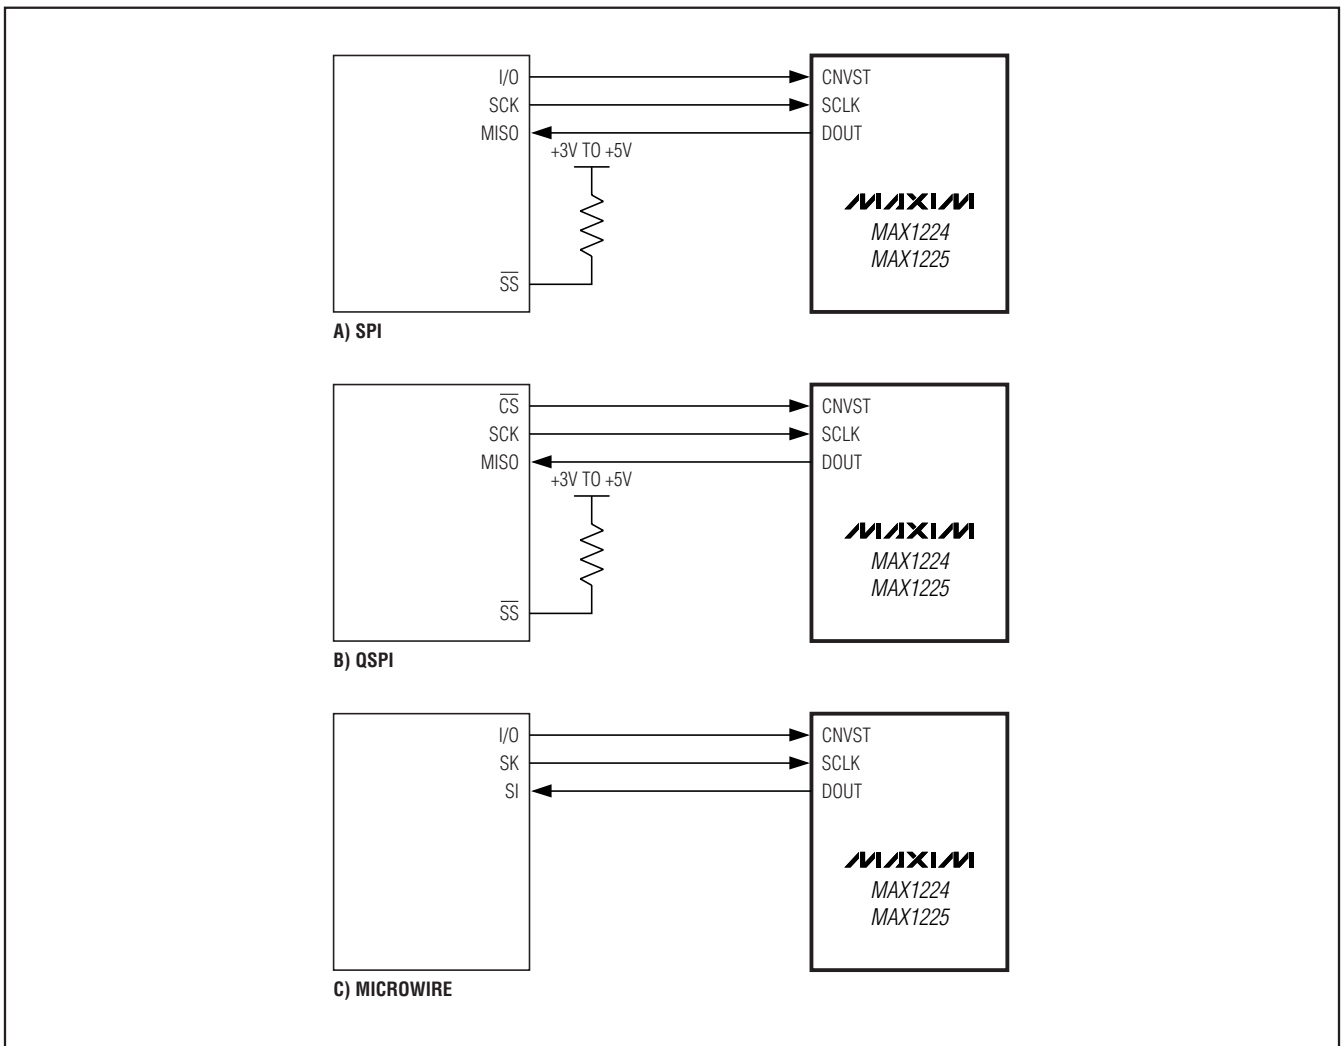 I/O
SCK
MISO
+3V TO +5V
SS
CNVST
SCLK
DOUT
MAXIM
MAX1224
MAX1225
A) SPI
CS
SCK
MISO
+3V TO +5V
SS
CNVST
SCLK
DOUT
MAXIM
MAX1224
MAX1225
B) QSPI
I/O
SK
SI
CNVST
SCLK
DOUT
MAXIM
MAX1224
MAX1225
C) MICROWIRE